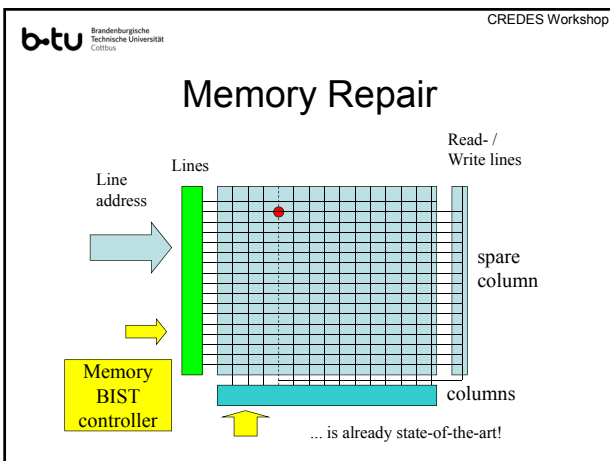 CREDES Workshop
b-tu
Brandenburgische
Technische Universität
Cottbus
Memory Repair
Read- /
Write lines
Lines
Line
address
spare
column
Memory
BIST
controller
columns
... is already state-of-the-art!